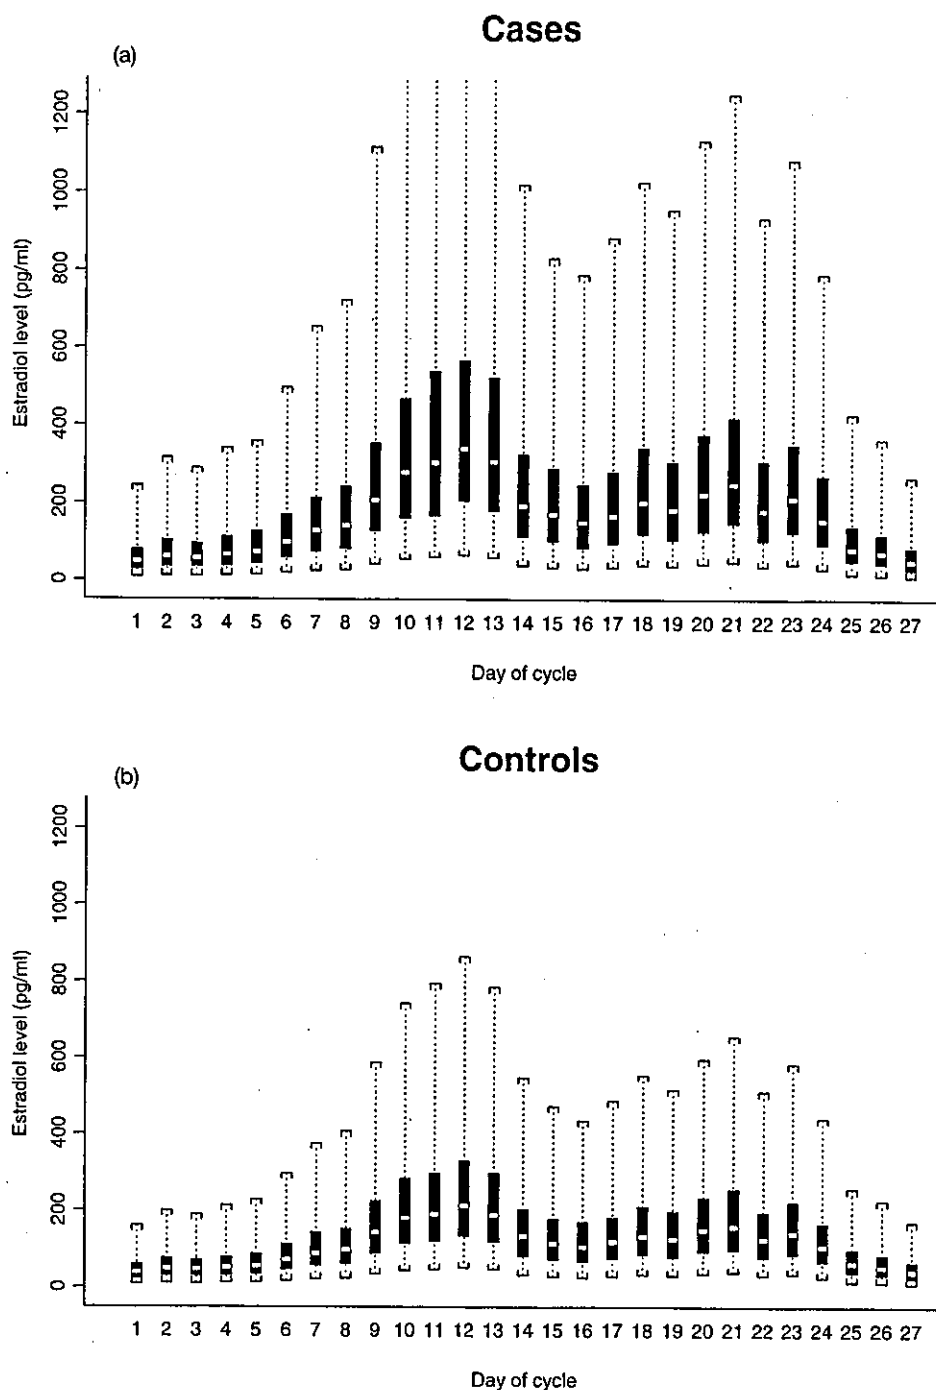 Cases
(a)
1200
1000
800
600
400
200
0
Estradiol level (pg/ml)
1 2 3 4 5 6 7 8 9 10 11 12 13 14 15 16 17 18 19 20 21 22 23 24 25 26 27
Day of cycle
Controls
(b)
1200
1000
800
600
400
200
0
Estradiol level (pg/ml)
1 2 3 4 5 6 7 8 9 10 11 12 13 14 15 16 17 18 19 20 21 22 23 24 25 26 27
Day of cycle